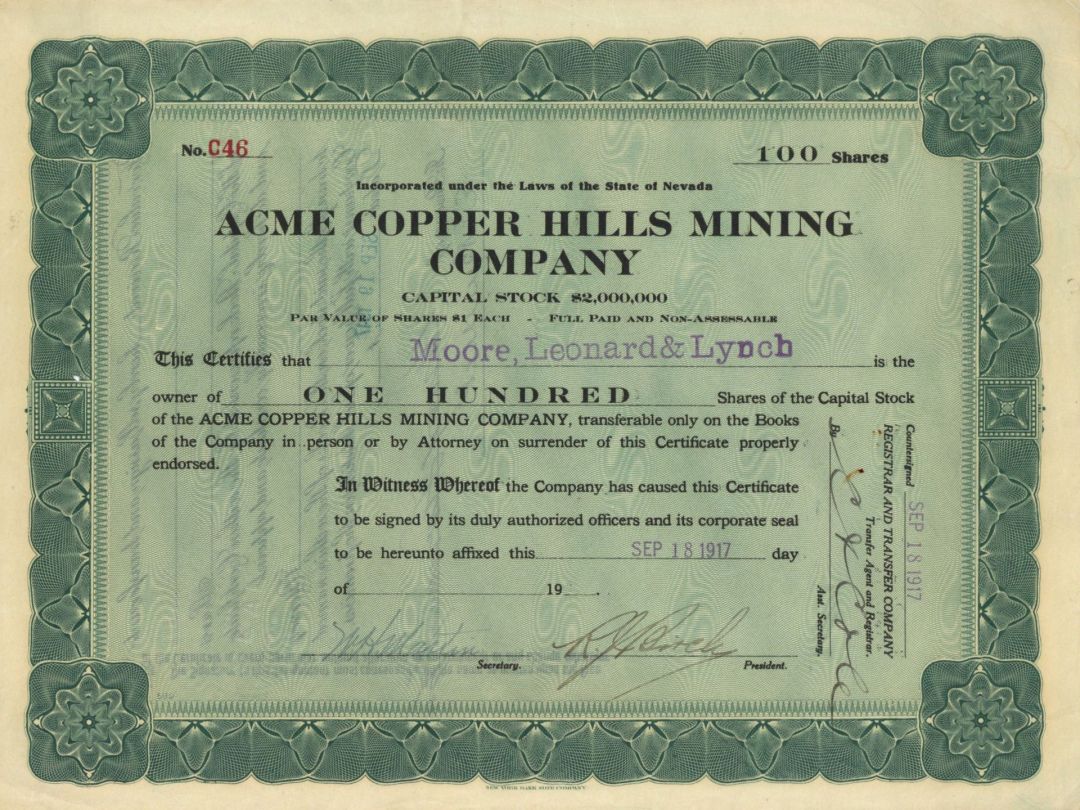 No. C46
100 Shares
Incorporated under the Laws of the State of Nevada
ACME COPPER HILLS MINING
COMPANY
CAPITAL STOCK $2,000,000
PAR VALUE OF SHARES $1 EACH - FULL PAID AND NON-ASSESSABLE
This Certifies that Moore, Leonard & Lynch is the
owner of ONE HUNDRED Shares of the Capital Stock
of the ACME COPPER HILLS MINING COMPANY, transferable only on the Books
of the Company in person or by Attorney on surrender of this Certificate properly
endorsed.
In Witness Whereof the Company has caused this Certificate
to be signed by its duly authorized officers and its corporate seal
to be hereunto affixed this SEP 18 1917 day
of 19 .
Secretary.
President.
Countersigned SEP 18 1917
REGISTRAR AND TRANSFER COMPANY
Transfer Agent and Registrar.
By
Asst. Secretary.
NEW YORK BANK NOTE COMPANY